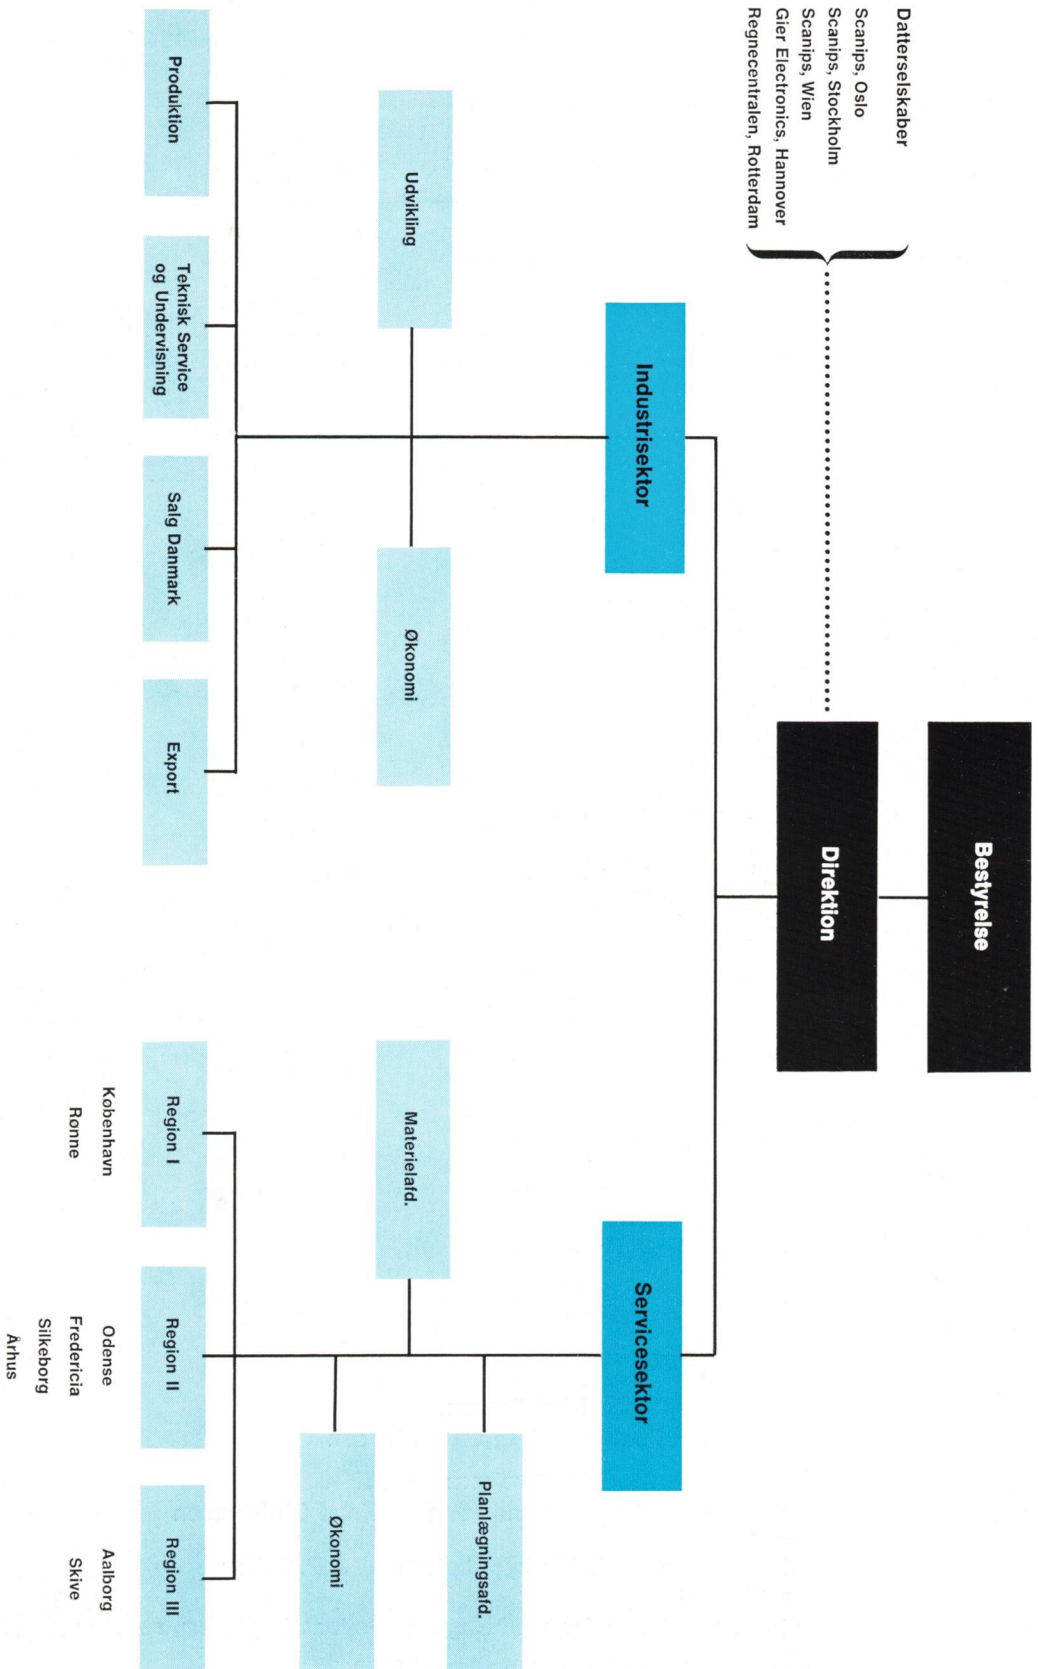 Bestyrelse
Direktion
Datterselskaber
Scanips, Oslo
Scanips, Stockholm
Scanips, Wien
Gier Electronics, Hannover
Regnecentralen, Rotterdam
Industrisektor
Udvikling
Økonomi
Produktion
Teknisk Service
og Undervisning
Salg Danmark
Export
Servicesektor
Planlægningsafd.
Materielafd.
Økonomi
Region I
København
Rønne
Region II
Odense
Fredericia
Silkeborg
Århus
Region III
Aalborg
Skive